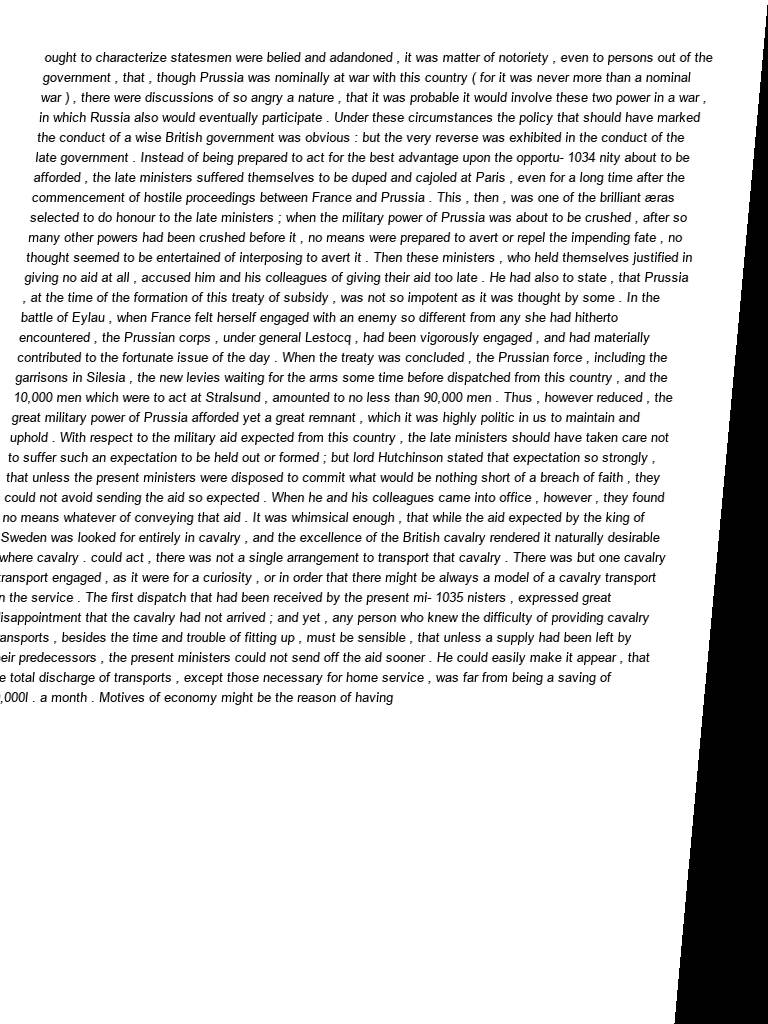 ought to characterize statesmen were belied and adandoned , it was matter of notoriety , even to persons out of the
government , that , though Prussia was nominally at war with this country ( for it was never more than a nominal
war ) , there were discussions of so angry a nature , that it was probable it would involve these two power in a war ,
in which Russia also would eventually participate . Under these circumstances the policy that should have marked
the conduct of a wise British government was obvious : but the very reverse was exhibited in the conduct of the
late government . Instead of being prepared to act for the best advantage upon the opportu- 1034 nity about to be
afforded , the late ministers suffered themselves to be duped and cajoled at Paris , even for a long time after the
commencement of hostile proceedings between France and Prussia . This , then , was one of the brilliant æras
selected to do honour to the late ministers ; when the military power of Prussia was about to be crushed , after so
many other powers had been crushed before it , no means were prepared to avert or repel the impending fate , no
thought seemed to be entertained of interposing to avert it . Then these ministers , who held themselves justified in
giving no aid at all , accused him and his colleagues of giving their aid too late . He had also to state , that Prussia
, at the time of the formation of this treaty of subsidy , was not so impotent as it was thought by some . In the
battle of Eylau , when France felt herself engaged with an enemy so different from any she had hitherto
encountered , the Prussian corps , under general Lestocq , had been vigorously engaged , and had materially
contributed to the fortunate issue of the day . When the treaty was concluded , the Prussian force , including the
garrisons in Silesia , the new levies waiting for the arms some time before dispatched from this country , and the
10,000 men which were to act at Stralsund , amounted to no less than 90,000 men . Thus , however reduced , the
great military power of Prussia afforded yet a great remnant , which it was highly politic in us to maintain and
uphold . With respect to the military aid expected from this country , the late ministers should have taken care not
to suffer such an expectation to be held out or formed ; but lord Hutchinson stated that expectation so strongly ,
that unless the present ministers were disposed to commit what would be nothing short of a breach of faith , they
could not avoid sending the aid so expected . When he and his colleagues came into office , however , they found
no means whatever of conveying that aid . It was whimsical enough , that while the aid expected by the king of
Sweden was looked for entirely in cavalry , and the excellence of the British cavalry rendered it naturally desirable
where cavalry . could act , there was not a single arrangement to transport that cavalry . There was but one cavalry
transport engaged , as it were for a curiosity , or in order that there might be always a model of a cavalry transport
in the service . The first dispatch that had been received by the present mi- 1035 nisters , expressed great
disappointment that the cavalry had not arrived ; and yet , any person who knew the difficulty of providing cavalry
transports , besides the time and trouble of fitting up , must be sensible , that unless a supply had been left by
their predecessors , the present ministers could not send off the aid sooner . He could easily make it appear , that
the total discharge of transports , except those necessary for home service , was far from being a saving of
,000l . a month . Motives of economy might be the reason of having